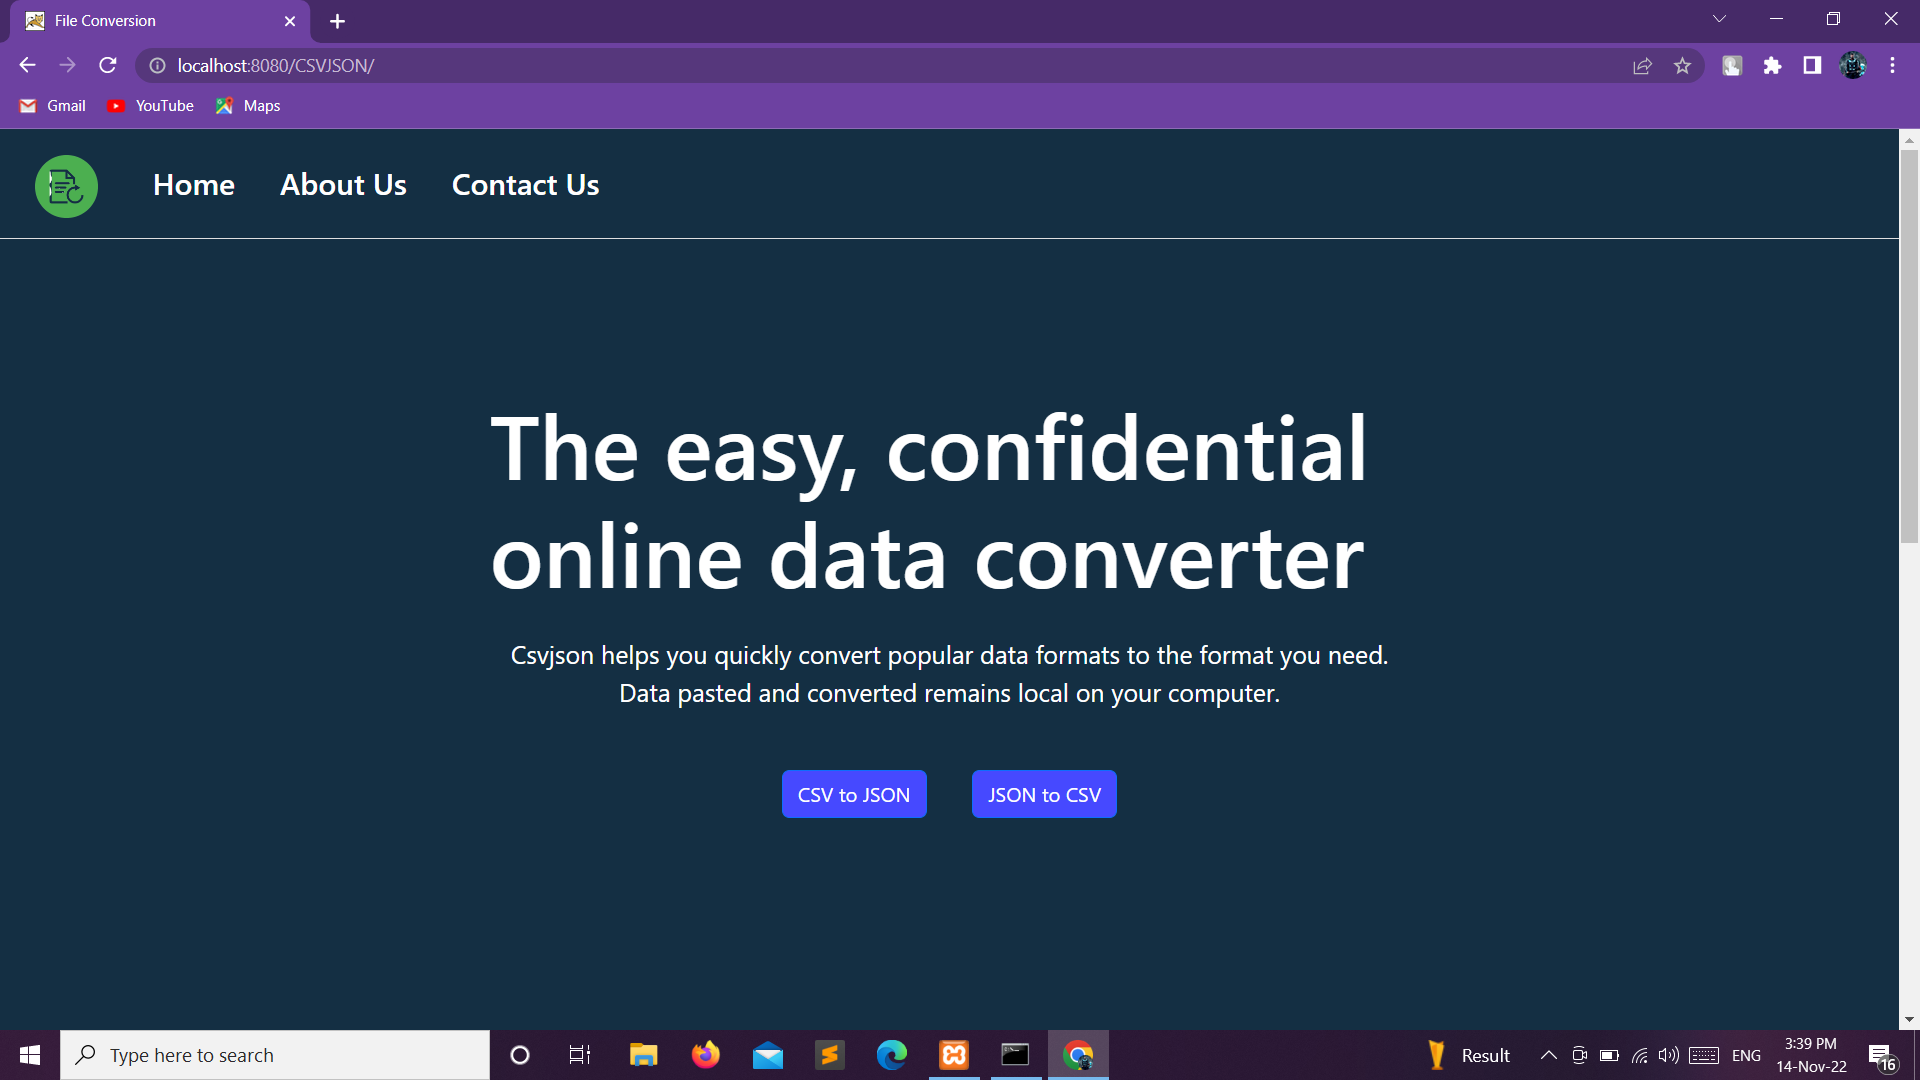 File Conversion
localhost:8080/CSVJSON/
Gmail YouTube Maps
Home About Us Contact Us
The easy, confidential
online data converter
Csvjson helps you quickly convert popular data formats to the format you need.
Data pasted and converted remains local on your computer.
CSV to JSON JSON to CSV
Type here to search
Result
ENG
3:39 PM
14-Nov-22
16